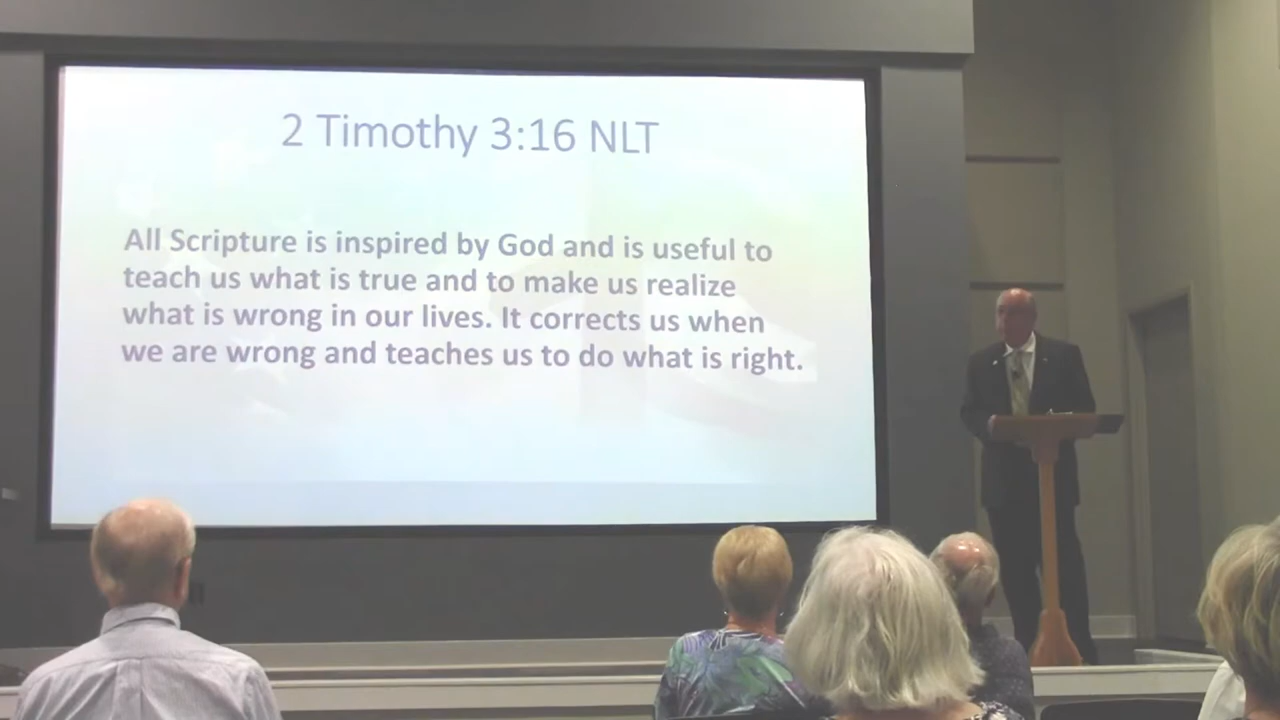 2 Timothy 3:16 NLT
All Scripture is inspired by God and is useful to
teach us what is true and to make us realize
what is wrong in our lives. It corrects us when
we are wrong and teaches us to do what is right.